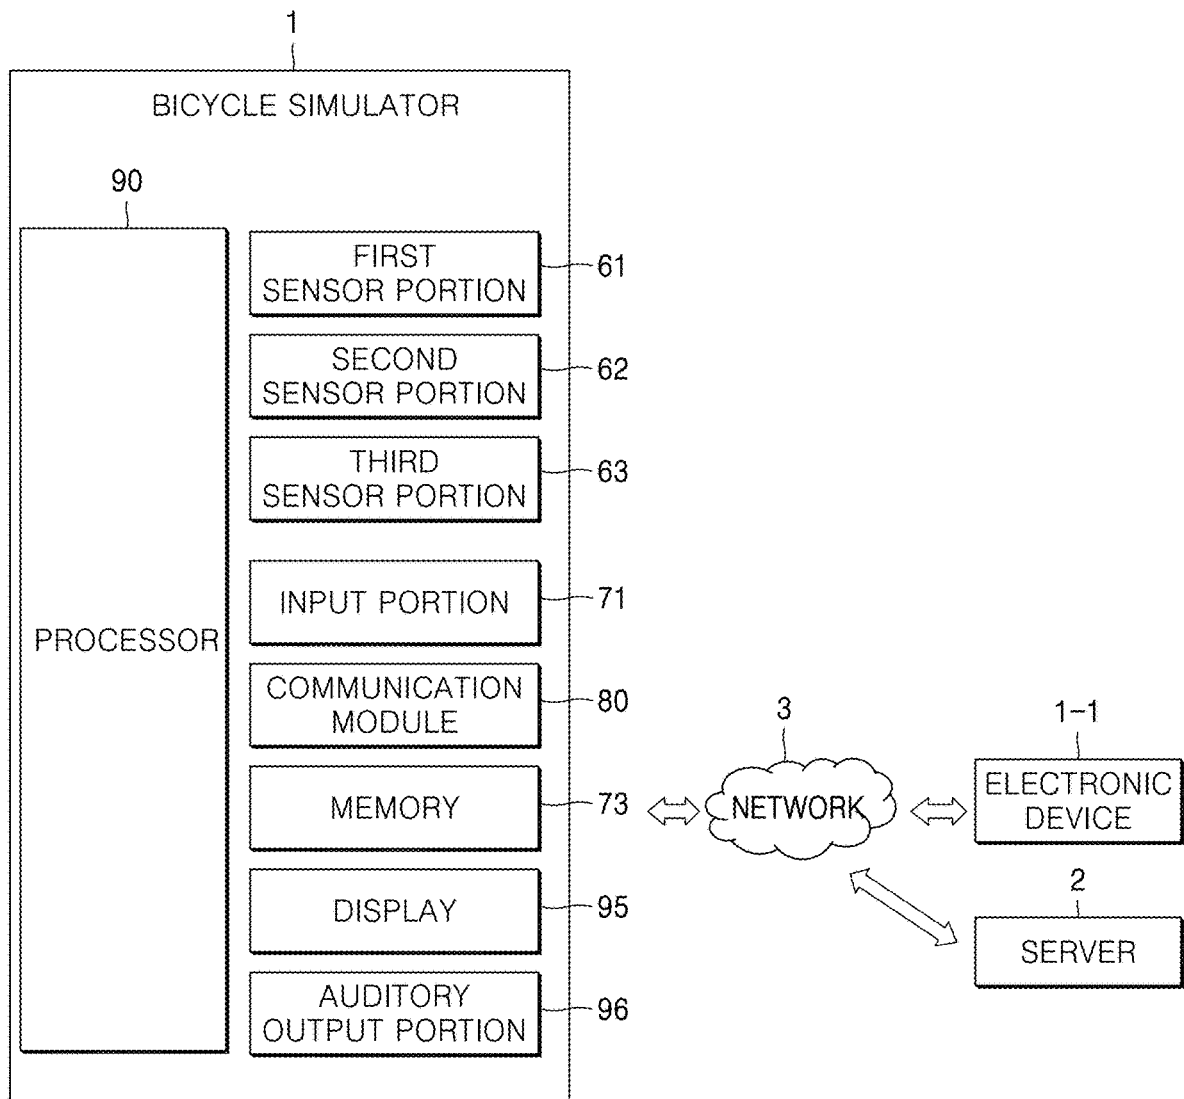 1
BICYCLE SIMULATOR
90
PROCESSOR
FIRST
SENSOR PORTION
61
SECOND
SENSOR PORTION
62
THIRD
SENSOR PORTION
63
INPUT PORTION
71
COMMUNICATION
MODULE
80
MEMORY
73
DISPLAY
95
AUDITORY
OUTPUT PORTION
96
3
NETWORK
1-1
ELECTRONIC
DEVICE
2
SERVER